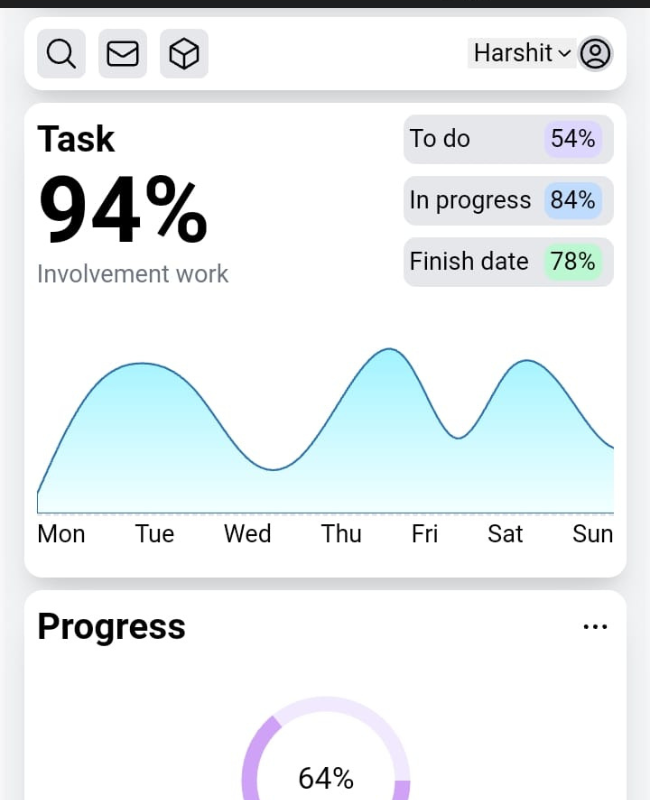 Harshit
Task
94%
Involvement work
To do 54%
In progress 84%
Finish date 78%
Mon Tue Wed Thu Fri Sat Sun
Progress
64%